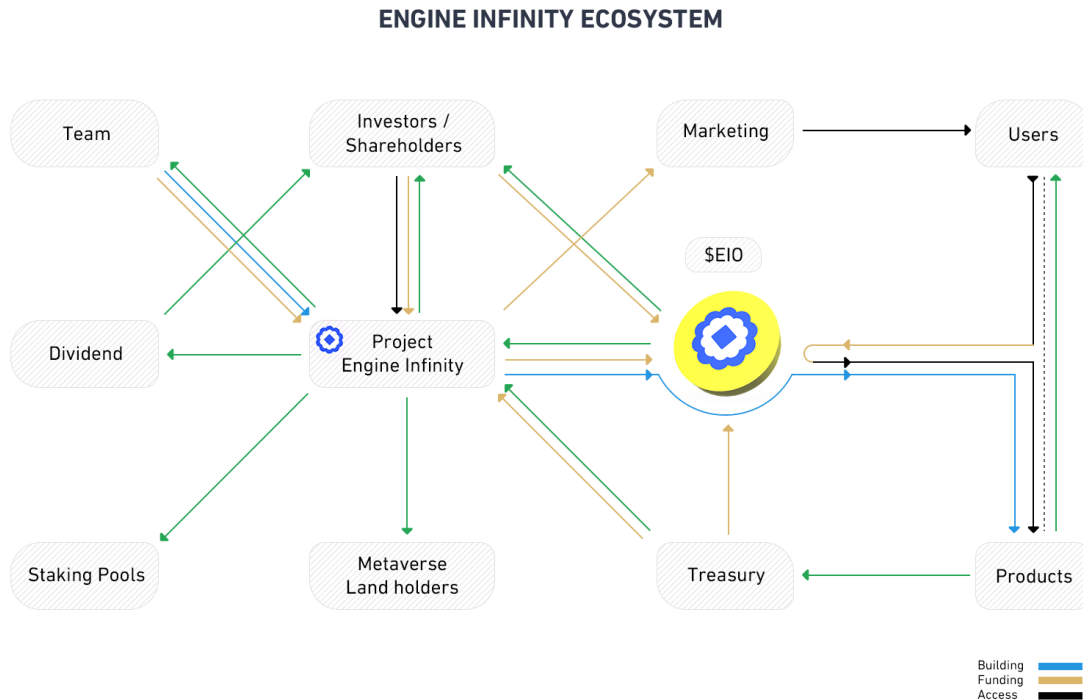 ENGINE INFINITY ECOSYSTEM
Team
Investors /
Shareholders
Marketing
Users
$EIO
Dividend
Project
Engine Infinity
Staking Pools
Metaverse
Land holders
Treasury
Products
Building
Funding
Access